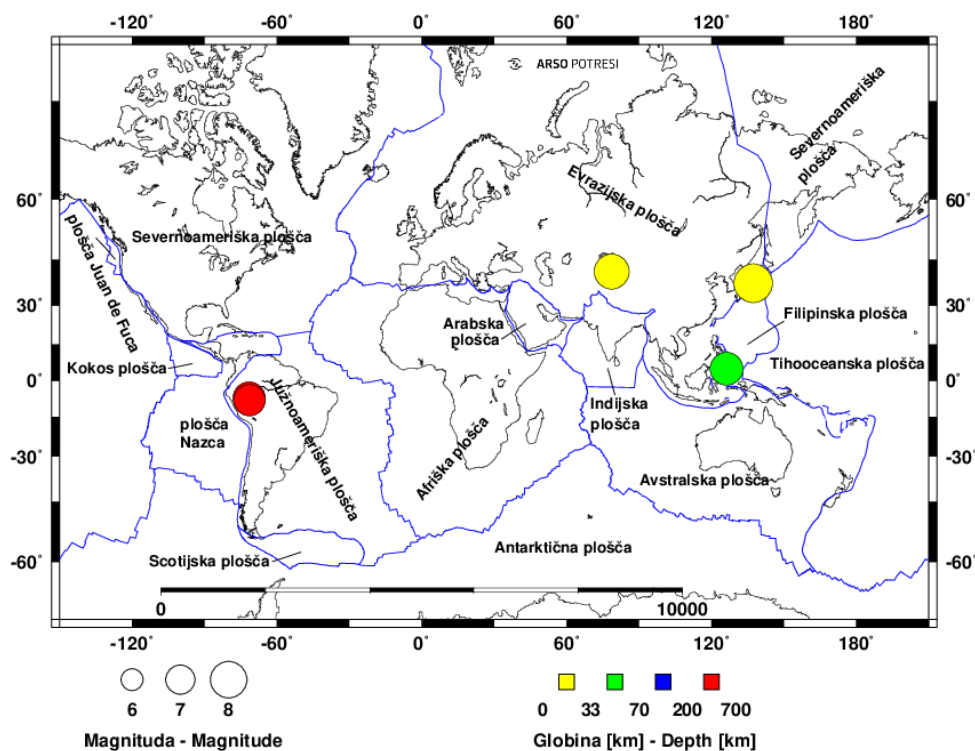 -120° -60° 0° 60° 120° 180°
ARSO POTRESI
Severnoameriška
plošča
60° 60°
Evrazijska plošča
Severnoameriška plošča
plošča Juan de Fuca
30° 30°
Filipinska plošča
Arabska
plošča
Kokos plošča
Tihooceanska plošča
0° 0°
Južnoameriška plošča
Indijska
plošča
plošča
Nazca
Afriška plošča
-30° -30°
Avstralska plošča
Antarktična plošča
Scotijska plošča
-60° -60°
0 10000
-120° -60° 0° 60° 120° 180°
6 7 8
0 33 70 200 700
Magnituda - Magnitude
Globina [km] - Depth [km]